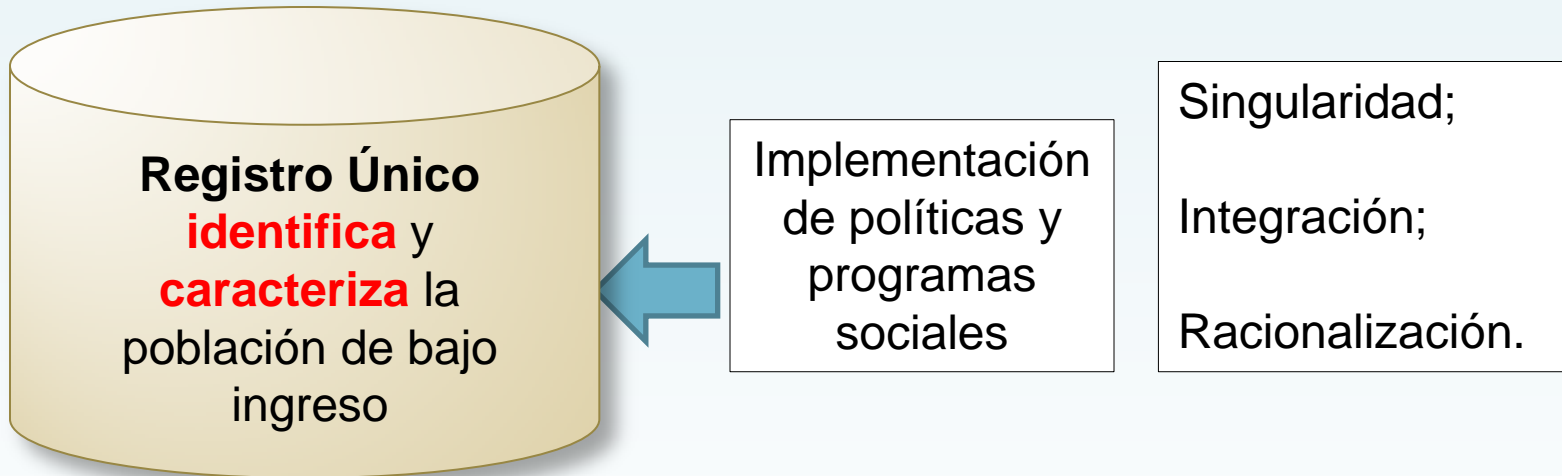 Registro Único
identifica y
caracteriza la
población de bajo
ingreso
Implementación
de políticas y
programas
sociales
Singularidad;
Integración;
Racionalización.